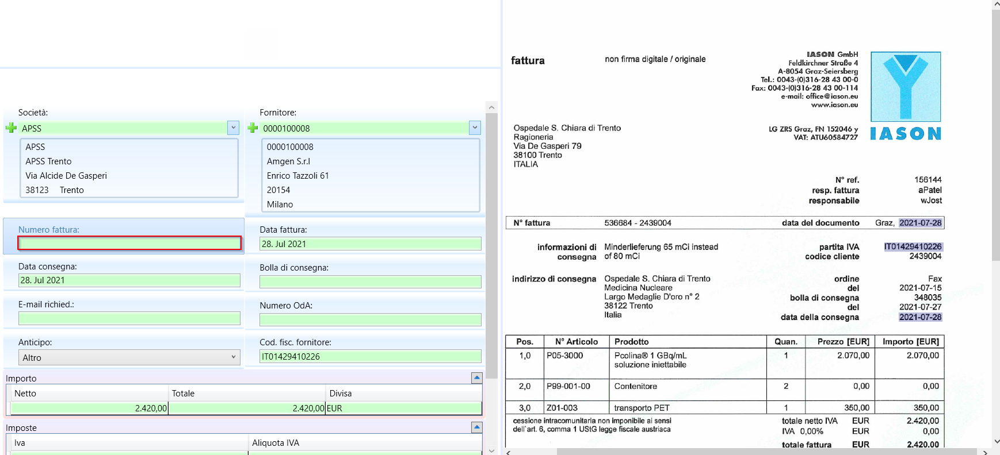 Società:
APSS
APSS
APSS Trento
Via Alcide De Gasperi
38123 Trento
Fornitore:
0000100008
0000100008
Amgen S.r.l
Enrico Tazzoli 61
20154
Milano
Numero fattura:
Data fattura:
28. Jul 2021
Data consegna:
28. Jul 2021
Bolla di consegna:
E-mail richied.:
Numero OdA:
Anticipo:
Altro
Cod. fisc. fornitore:
IT01429410226
Importo
Netto Totale Divisa
2.420,00 2.420,00 EUR
Imposte
Iva Aliquota IVA
fattura
non firma digitale / originale
IASON GmbH
Feldkirchner Straße 4
A-8054 Graz-Seiersberg
Tel.: 0043-(0)316-28 43 00-0
Fax: 0043-(0)316-28 43 00-114
e-mail: office@iason.eu
www.iason.eu
LG ZRS Graz, FN 152046 y
VAT: ATU60584727
IASON
Ospedale S. Chiara di Trento
Ragioneria
Via De Gasperi 79
38100 Trento
ITALIA
N° ref. 156144
resp. fattura aPatel
responsabile wJost
N° fattura 536684 - 2439004 data del documento Graz, 2021-07-28
informazioni di consegna Minderlieferung 65 mCi instead
of 80 mCi
partita IVA IT01429410226
codice cliente 2439004
indirizzo di consegna Ospedale S. Chiara di Trento
Medicina Nucleare
Largo Medaglie D'oro n° 2
38122 Trento
Italia
ordine Fax
del 2021-07-15
bolla di consegna 348035
del 2021-07-27
data della consegna 2021-07-28
Pos. N° Articolo Prodotto Quan. Prezzo [EUR] Importo [EUR]
1,0 P05-3000 Pcolina® 1 GBq/mL 1 2.070,00 2.070,00
soluzione iniettabile
2,0 P99-001-00 Contenitore 2 0,00 0,00
3,0 Z01-003 transporto PET 1 350,00 350,00
cessione intracomunitaria non imponibile ai sensi
dell`art. 6, comma 1 UStG legge fiscale austriaca
totale netto IVA EUR 2.420,00
IVA 0,00% EUR 0,00
totale fattura EUR 2.420,00